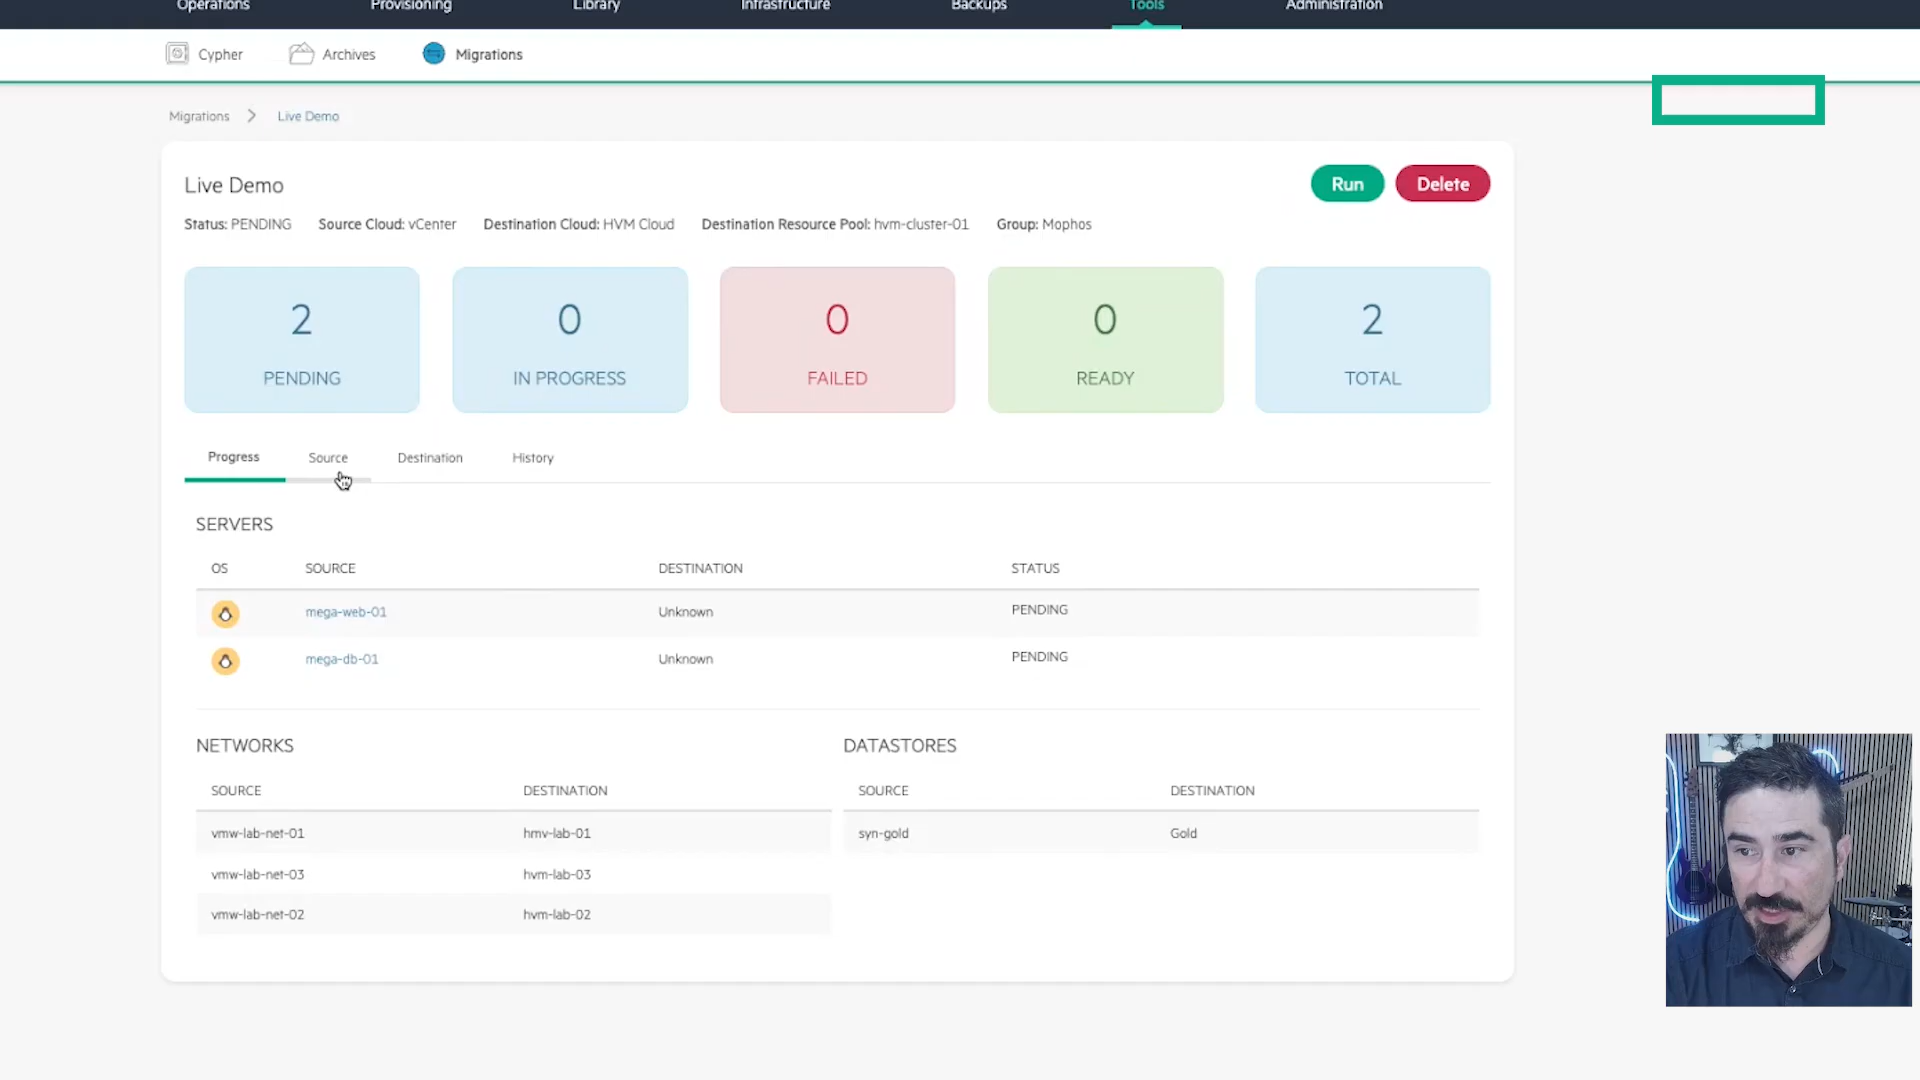 Operations Provisioning Library Infrastructure Backups Tools Administration
Cypher Archives Migrations
Migrations Live Demo
Live Demo
Run Delete
Status: PENDING Source Cloud: vCenter Destination Cloud: HVM Cloud Destination Resource Pool: hvm-cluster-01 Group: Mophos
2 0 0 0 2
PENDING IN PROGRESS FAILED READY TOTAL
Progress Source Destination History
SERVERS
OS SOURCE DESTINATION STATUS
mega-web-01 Unknown PENDING
mega-db-01 Unknown PENDING
NETWORKS
SOURCE DESTINATION
vmw-lab-net-01 hmv-lab-01
vmw-lab-net-03 hvm-lab-03
vmw-lab-net-02 hvm-lab-02
DATASTORES
SOURCE DESTINATION
syn-gold Gold